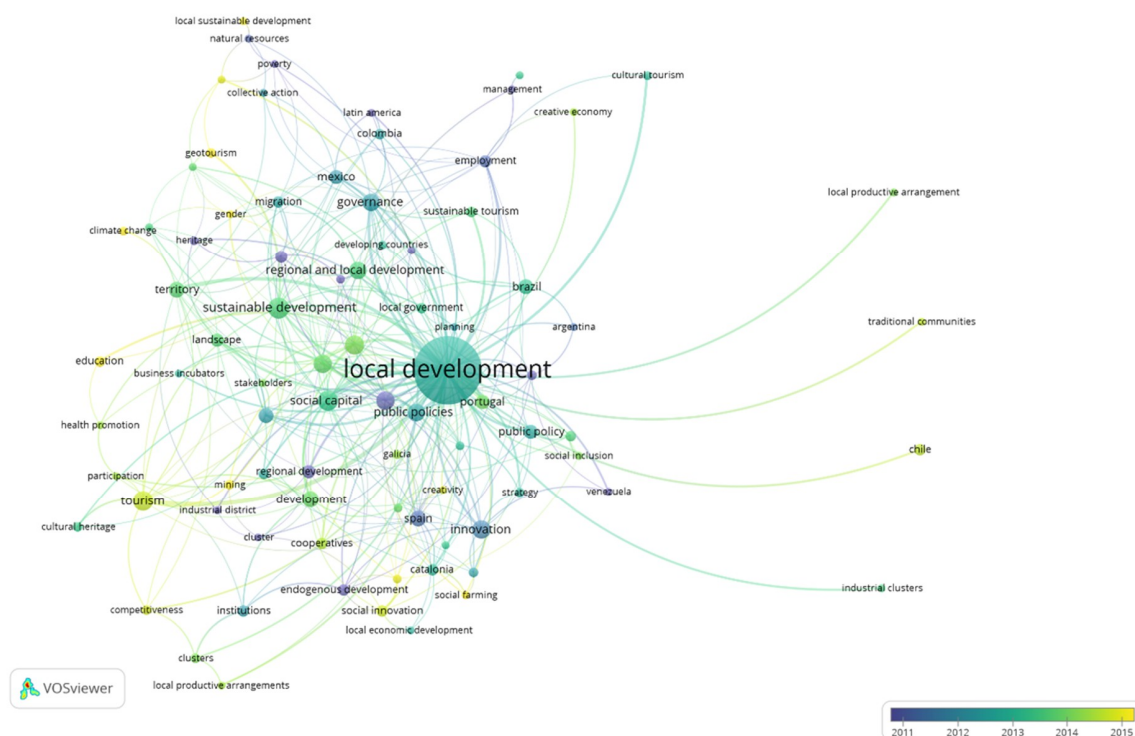 local sustainable development
natural resources
poverty
collective action
cultural tourism
management
creative economy
latin america
colombia
geotourism
employment
mexico
local productive arrangement
migration
governance
gender
sustainable tourism
climate change
heritage
developing countries
regional and local development
territory
brazil
sustainable development
local government
traditional communities
planning
argentina
landscape
education
local development
business incubators
stakeholders
social capital
portugal
public policies
health promotion
public policy
chile
galicia
social inclusion
participation
regional development
mining
creativity
strategy
venezuela
tourism
development
industrial district
spain
cultural heritage
innovation
cluster
cooperatives
catalonia
industrial clusters
endogenous development
social farming
competitiveness
institutions
social innovation
local economic development
clusters
local productive arrangements
VOSviewer
2011 2012 2013 2014 2015